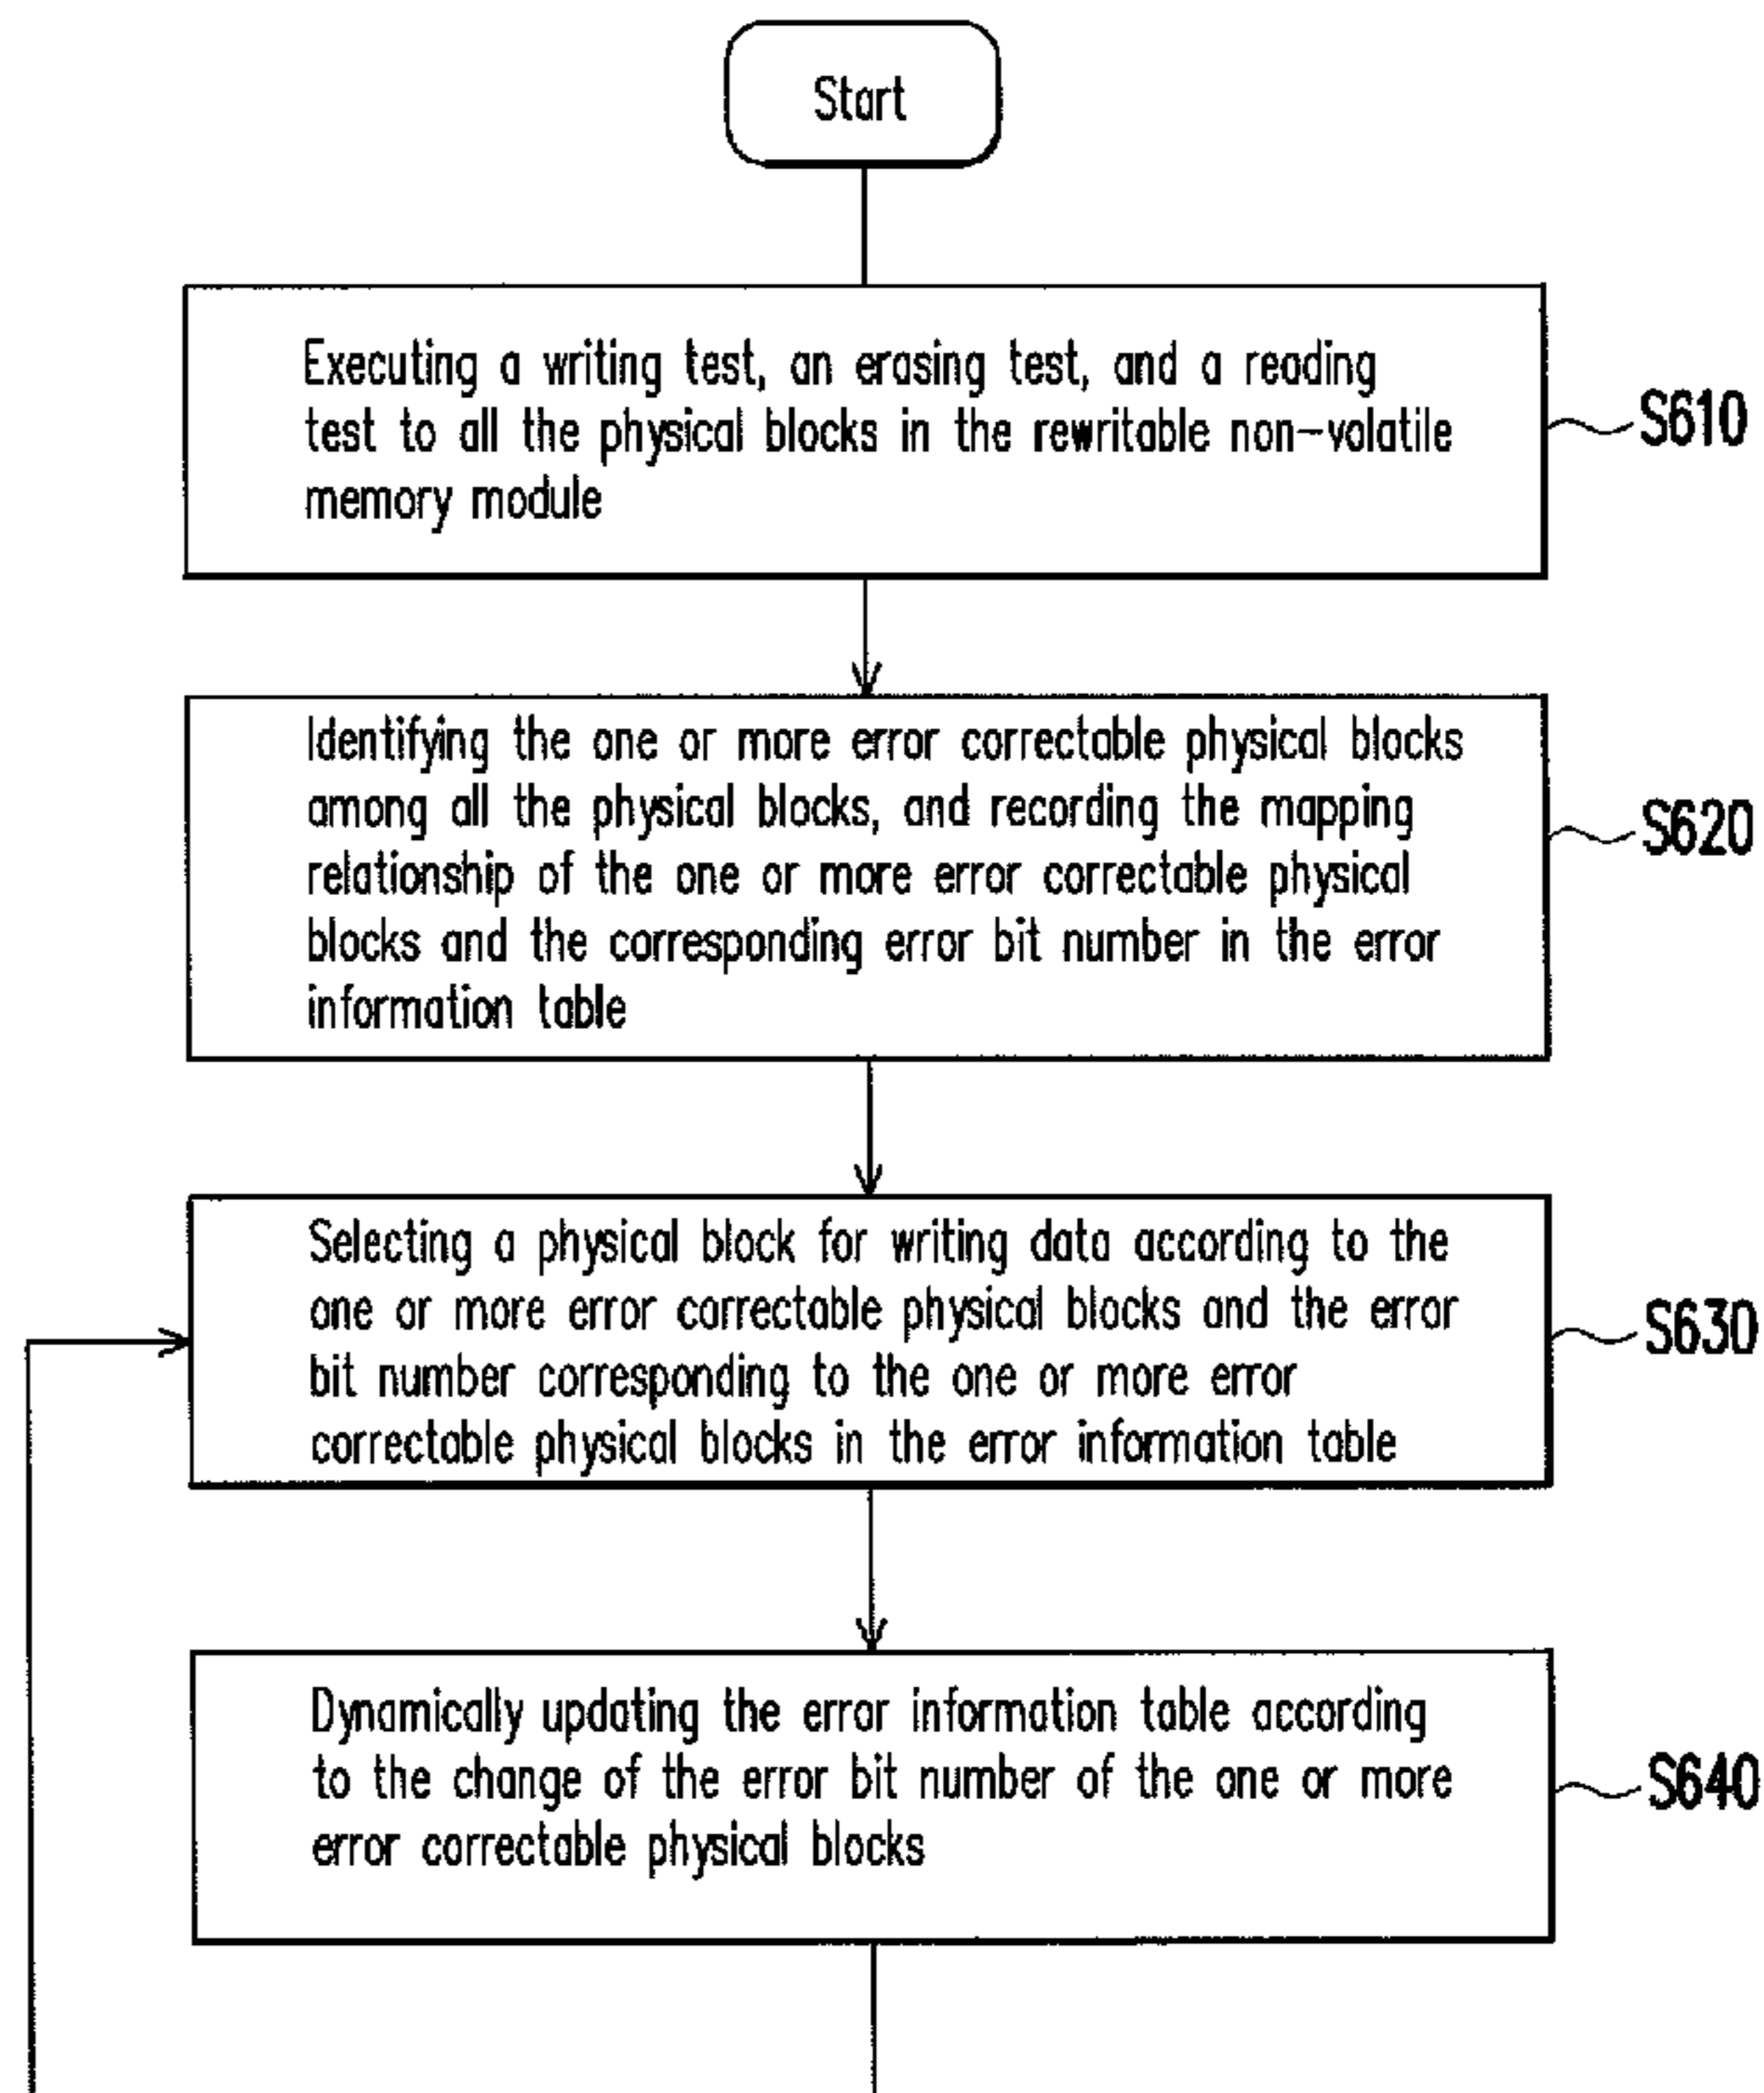 Start
Executing a writing test, an erasing test, and a reading
test to all the physical blocks in the rewritable non-volatile
memory module
S610
Identifying the one or more error correctable physical blocks
among all the physical blocks, and recording the mapping
relationship of the one or more error correctable physical
blocks and the corresponding error bit number in the error
information table
S620
Selecting a physical block for writing data according to the
one or more error correctable physical blocks and the error
bit number corresponding to the one or more error
correctable physical blocks in the error information table
S630
Dynamically updating the error information table according
to the change of the error bit number of the one or more
error correctable physical blocks
S640